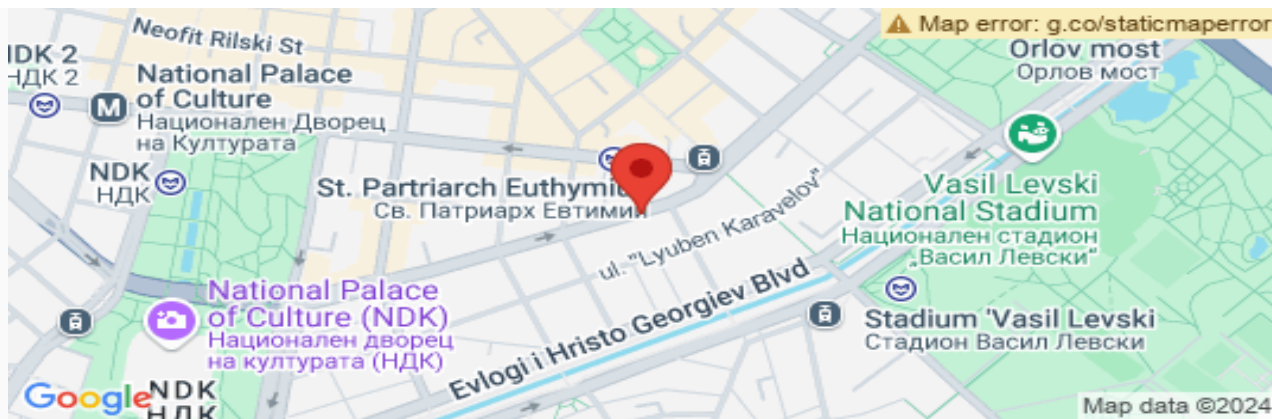 Map error: g.co/staticmaperror
Neofit Rilski St
NDK 2
НДК 2
National Palace
of Culture
Национален Дворец
на Културата
M
NDK
НДК
Orlov most
Орлов мост
St. Partriarch Euthymi
Св. Патриарх Евтимий
ul. "Lyuben Karavelov"
Vasil Levski
National Stadium
Национален стадион
„Васил Левски"
National Palace
of Culture (NDK)
Национален дворец
на културата (НДК)
Evlogi i Hristo Georgiev Blvd
Stadium 'Vasil Levski
Стадион Васил Левски
NDK
НДК
Google
Map data ©2024